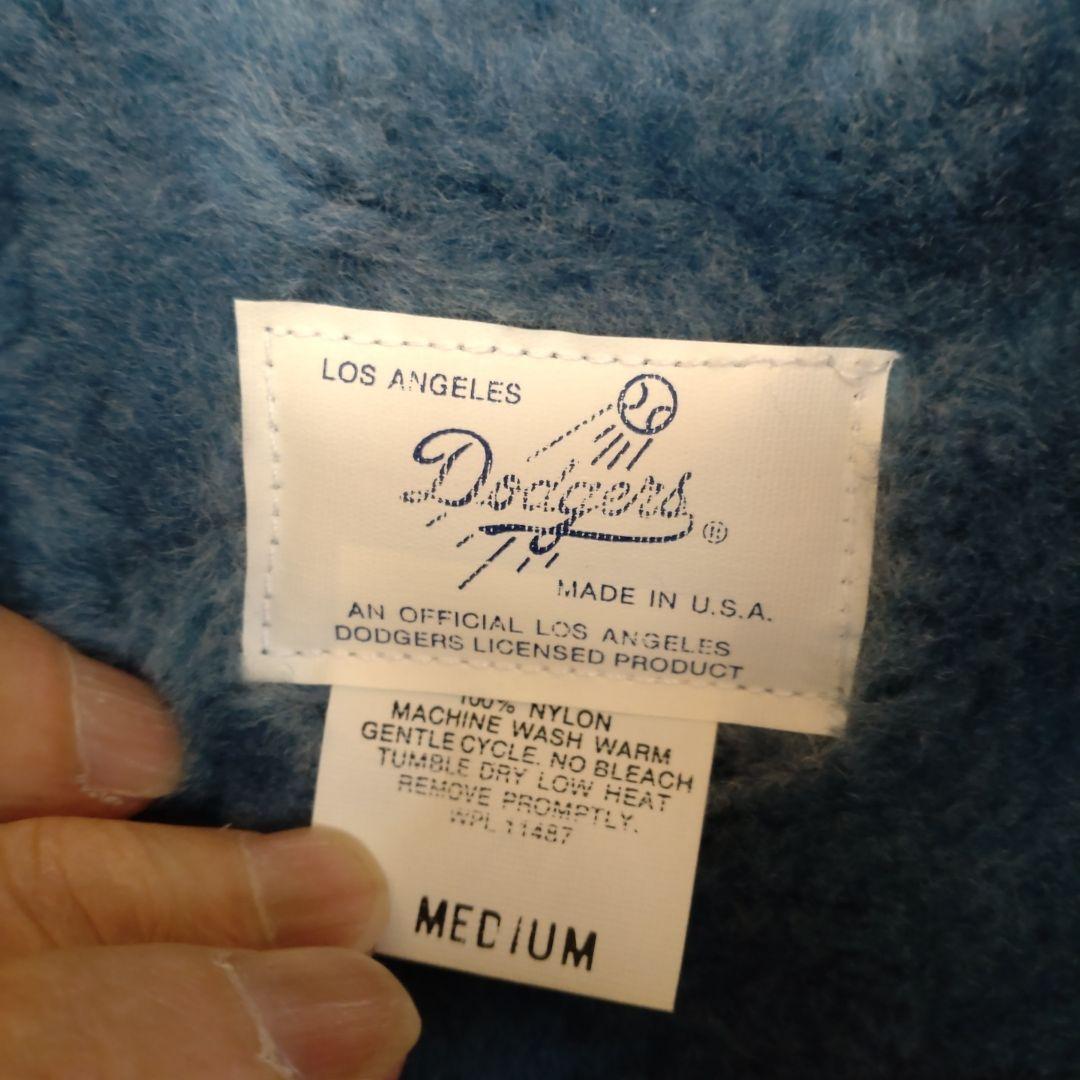 LOS ANGELES
Dodgers®
MADE IN U.S.A.
AN OFFICIAL LOS ANGELES
DODGERS LICENSED PRODUCT
100% NYLON
MACHINE WASH WARM
GENTLE CYCLE. NO BLEACH
TUMBLE DRY LOW HEAT
REMOVE PROMPTLY.
WPL 11487
MEDIUM